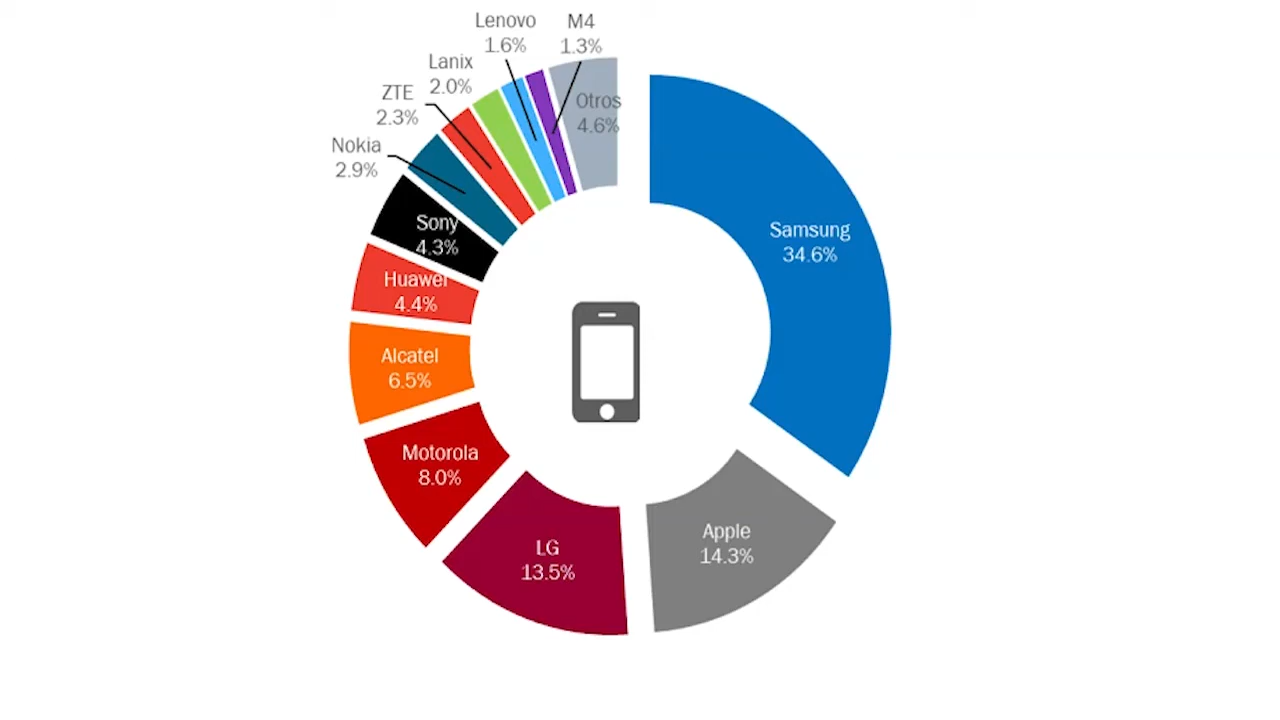 Lenovo
1.6%
M4
1.3%
Lanix
2.0%
ZTE
2.3%
Otros
4.6%
Nokia
2.9%
Sony
4.3%
Samsung
34.6%
Huawei
4.4%
Alcatel
6.5%
Motorola
8.0%
Apple
14.3%
LG
13.5%